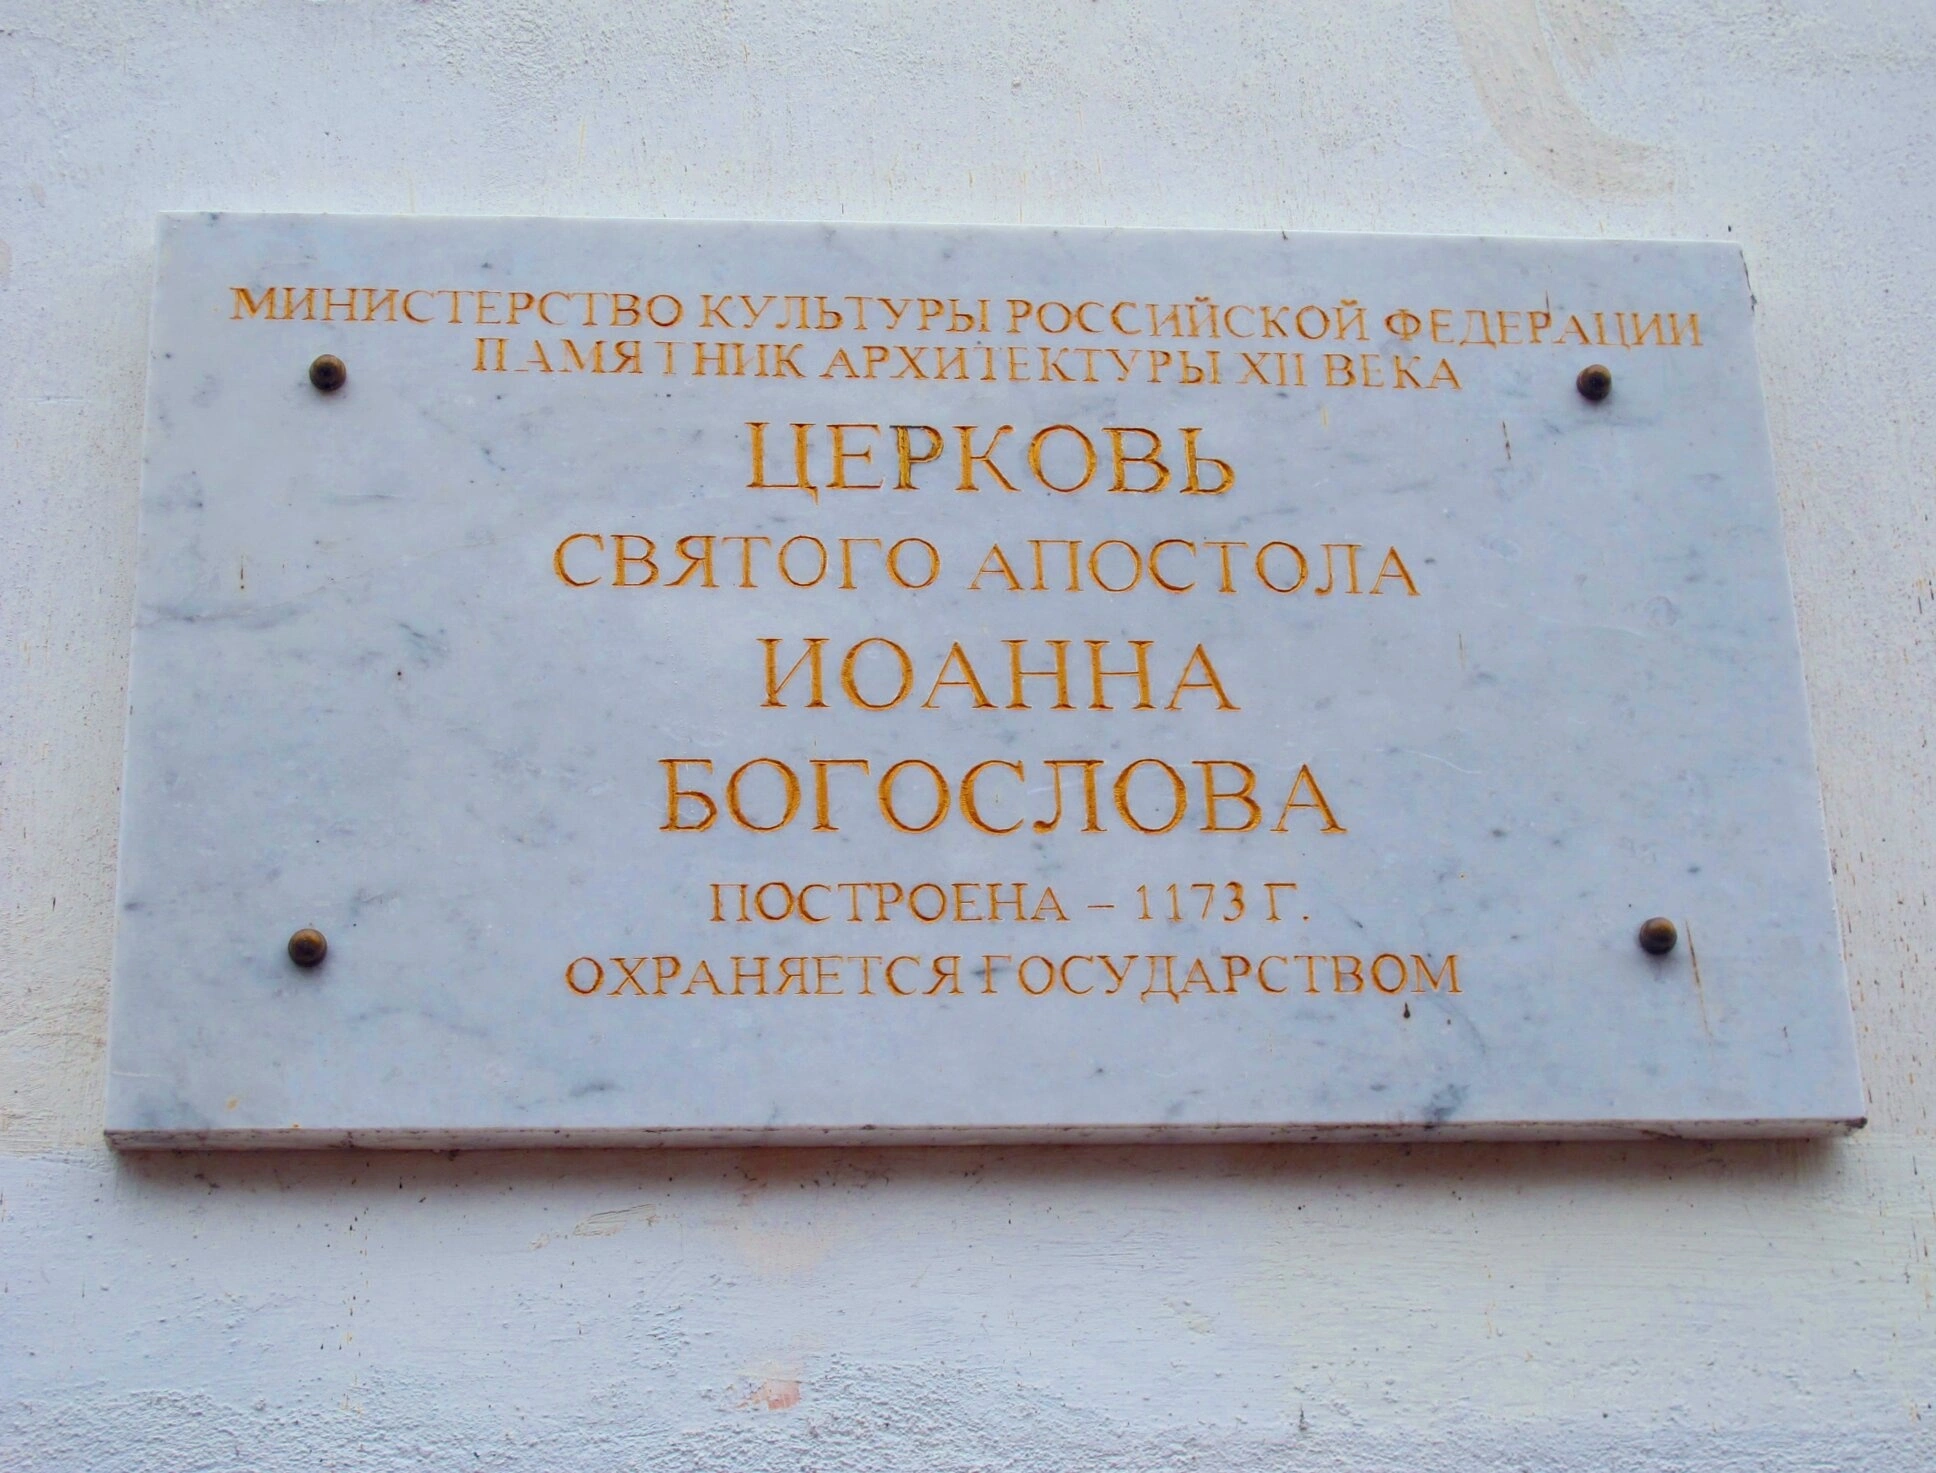 МИНИСТЕРСТВО КУЛЬТУРЫ РОССИЙСКОЙ ФЕДЕРАЦИИ
ПАМЯТНИК АРХИТЕКТУРЫ XII ВЕКА
ЦЕРКОВЬ
СВЯТОГО АПОСТОЛА
ИОАННА
БОГОСЛОВА
ПОСТРОЕНА – 1173 Г.
ОХРАНЯЕТСЯ ГОСУДАРСТВОМ